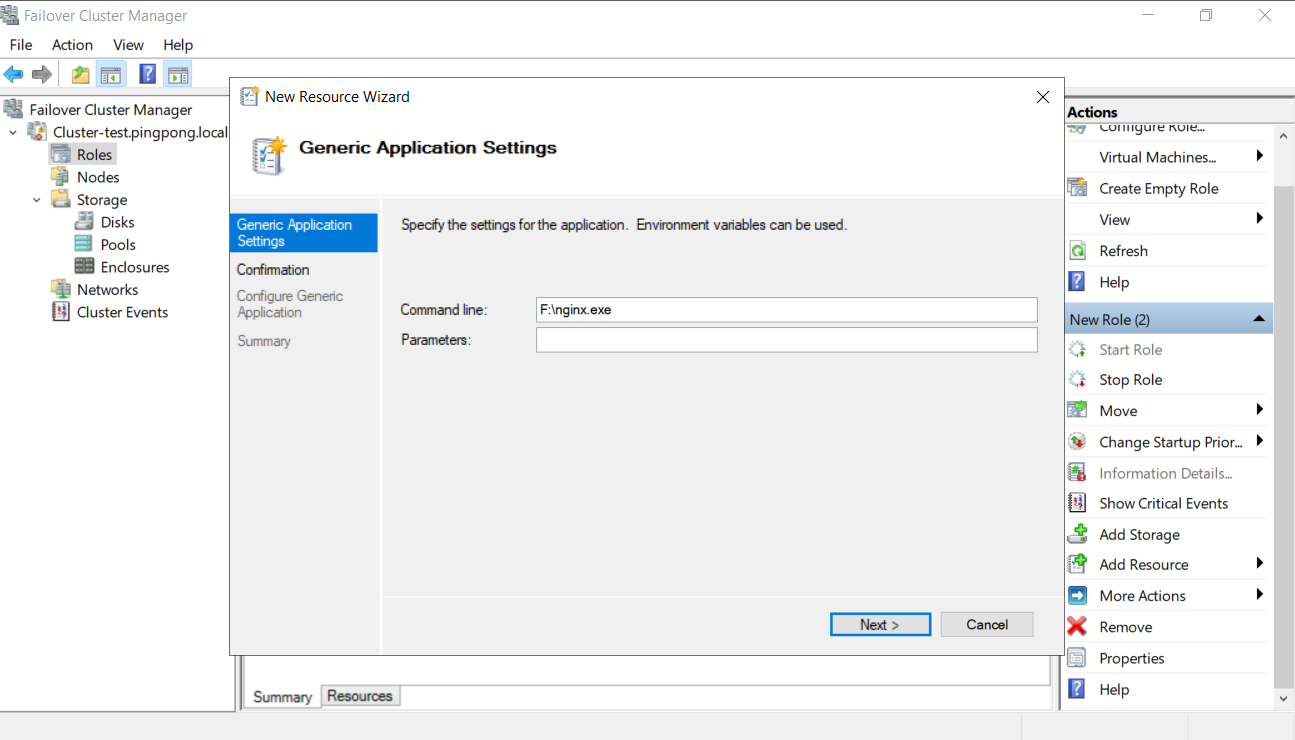 Failover Cluster Manager
File Action View Help
Failover Cluster Manager
Cluster-test.pingpong.local
Roles
Nodes
Storage
Disks
Pools
Enclosures
Networks
Cluster Events
New Resource Wizard
Generic Application Settings
Generic Application
Settings
Confirmation
Configure Generic
Application
Summary
Specify the settings for the application. Environment variables can be used.
Command line: F:\nginx.exe
Parameters:
Next > Cancel
Summary Resources
Actions
Configure Role...
Virtual Machines...
Create Empty Role
View
Refresh
Help
New Role (2)
Start Role
Stop Role
Move
Change Startup Prior...
Information Details...
Show Critical Events
Add Storage
Add Resource
More Actions
Remove
Properties
Help